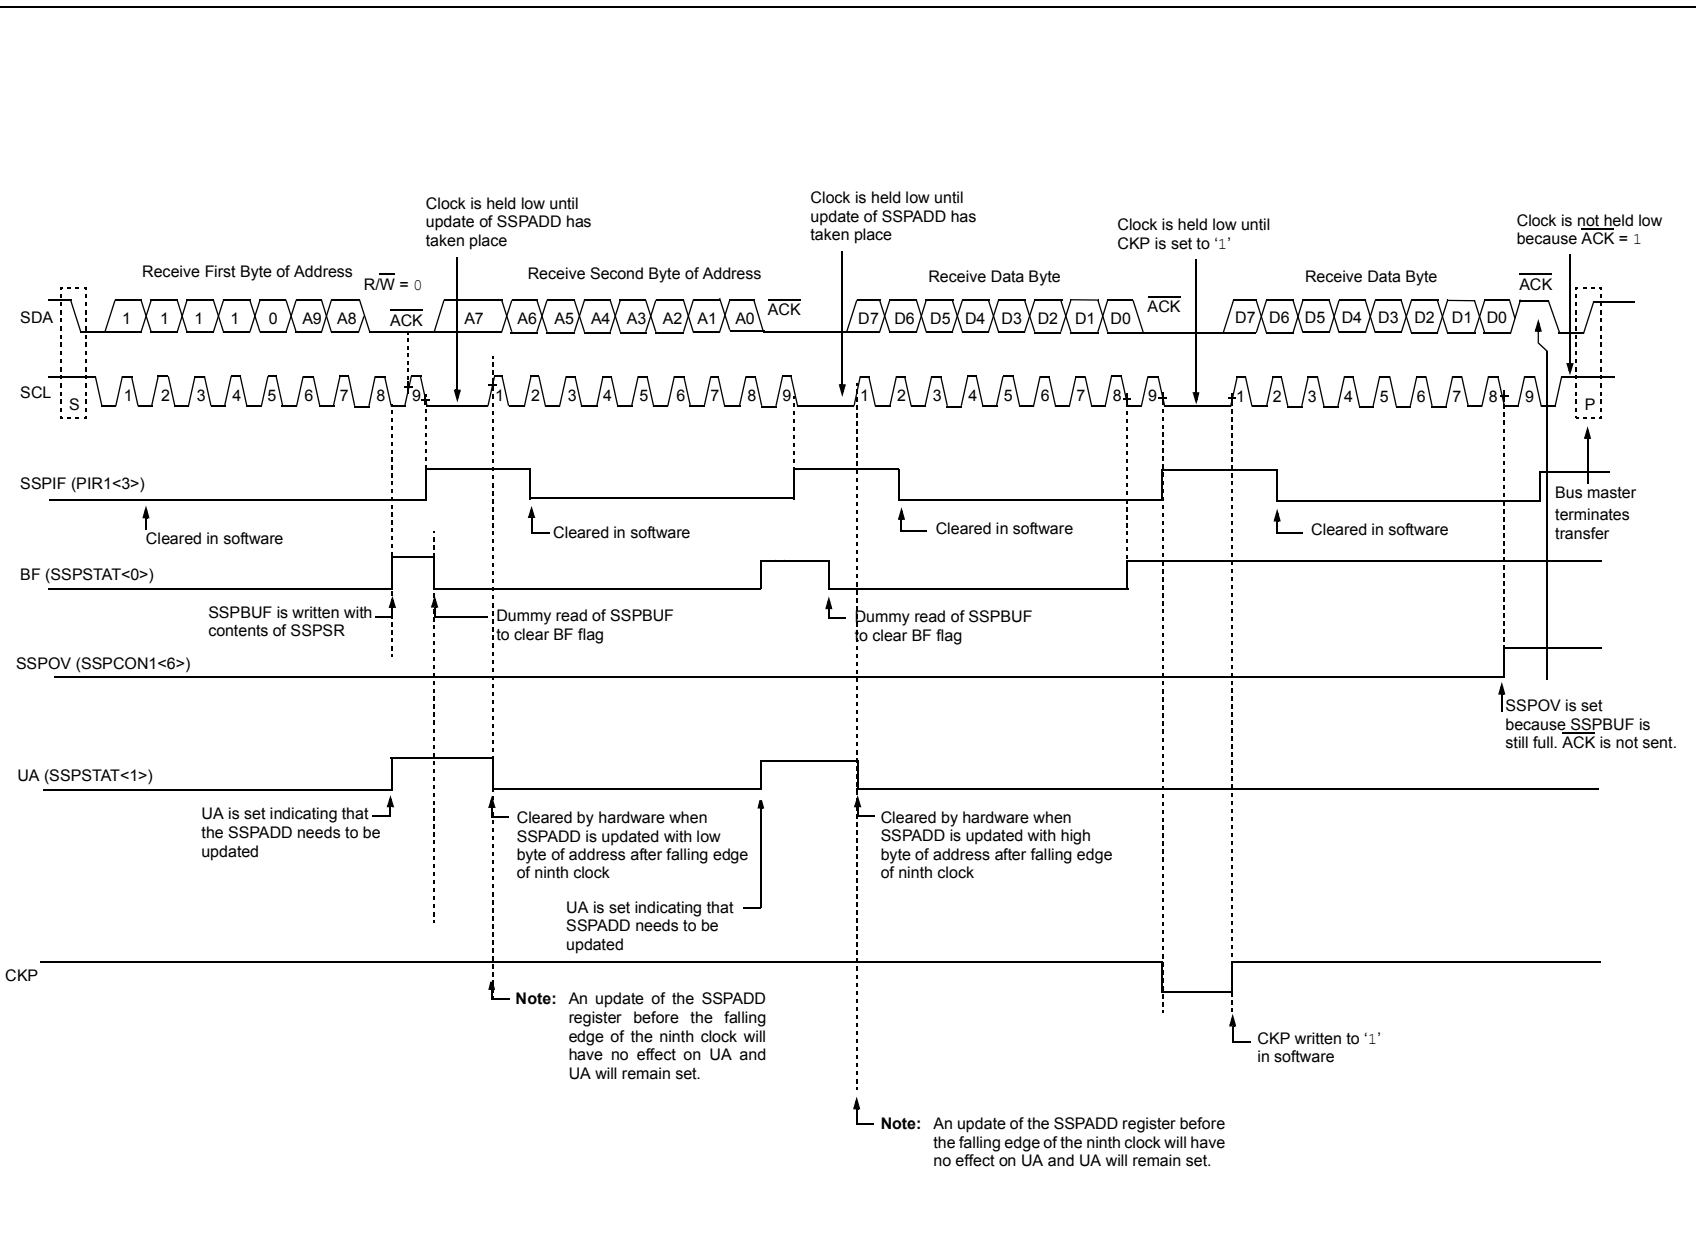 Clock is held low until
update of SSPADD has
taken place
Clock is held low until
update of SSPADD has
taken place
Clock is held low until
CKP is set to ‘1’
Clock is not held low
because ACK = 1
Receive First Byte of Address
R/W = 0
Receive Second Byte of Address
Receive Data Byte
Receive Data Byte
ACK
SDA
1 1 1 1 0 A9 A8 ACK A7 A6 A5 A4 A3 A2 A1 A0 ACK D7 D6 D5 D4 D3 D2 D1 D0 ACK D7 D6 D5 D4 D3 D2 D1 D0
SCL
S 1 2 3 4 5 6 7 8 9 1 2 3 4 5 6 7 8 9 1 2 3 4 5 6 7 8 9 1 2 3 4 5 6 7 8 9 P
SSPIF (PIR1<3>)
Cleared in software
Cleared in software
Cleared in software
Cleared in software
Bus master
terminates
transfer
BF (SSPSTAT<0>)
SSPBUF is written with
contents of SSPSR
Dummy read of SSPBUF
to clear BF flag
Dummy read of SSPBUF
to clear BF flag
SSPOV (SSPCON1<6>)
SSPOV is set
because SSPBUF is
still full. ACK is not sent.
UA (SSPSTAT<1>)
UA is set indicating that
the SSPADD needs to be
updated
Cleared by hardware when
SSPADD is updated with low
byte of address after falling edge
of ninth clock
UA is set indicating that
SSPADD needs to be
updated
Cleared by hardware when
SSPADD is updated with high
byte of address after falling edge
of ninth clock
CKP
Note: An update of the SSPADD
register before the falling
edge of the ninth clock will
have no effect on UA and
UA will remain set.
CKP written to ‘1’
in software
Note: An update of the SSPADD register before
the falling edge of the ninth clock will have
no effect on UA and UA will remain set.